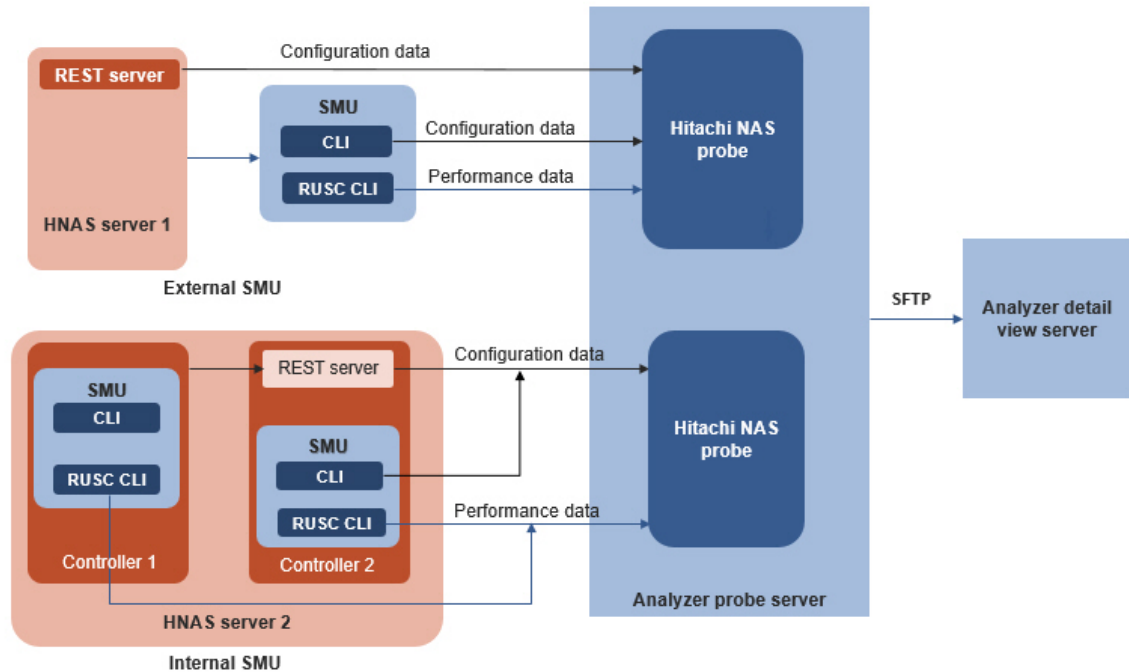 Configuration data
REST server
SMU
CLI
Configuration data
RUSC CLI
Performance data
HNAS server 1
External SMU
Hitachi NAS
probe
SFTP
Analyzer detail
view server
SMU
CLI
RUSC CLI
Controller 1
REST server
Configuration data
SMU
CLI
RUSC CLI
Performance data
Controller 2
HNAS server 2
Internal SMU
Hitachi NAS
probe
Analyzer probe server